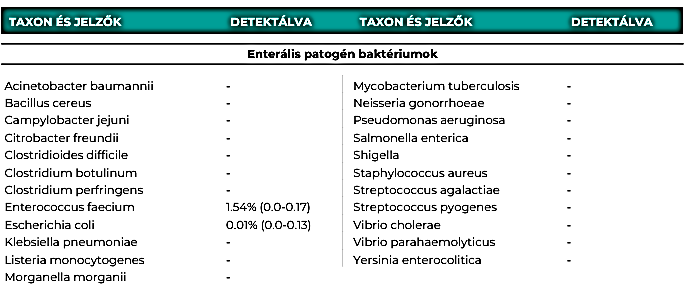 TAXON ÉS JELZŐK DETEKTÁLVA TAXON ÉS JELZŐK DETEKTÁLVA
Enterális patogén baktériumok
Acinetobacter baumannii - Mycobacterium tuberculosis -
Bacillus cereus - Neisseria gonorrhoeae -
Campylobacter jejuni - Pseudomonas aeruginosa -
Citrobacter freundii - Salmonella enterica -
Clostridioides difficile - Shigella -
Clostridium botulinum - Staphylococcus aureus -
Clostridium perfringens - Streptococcus agalactiae -
Enterococcus faecium 1.54% (0.0-0.17) Streptococcus pyogenes -
Escherichia coli 0.01% (0.0-0.13) Vibrio cholerae -
Klebsiella pneumoniae - Vibrio parahaemolyticus -
Listeria monocytogenes - Yersinia enterocolitica -
Morganella morganii -